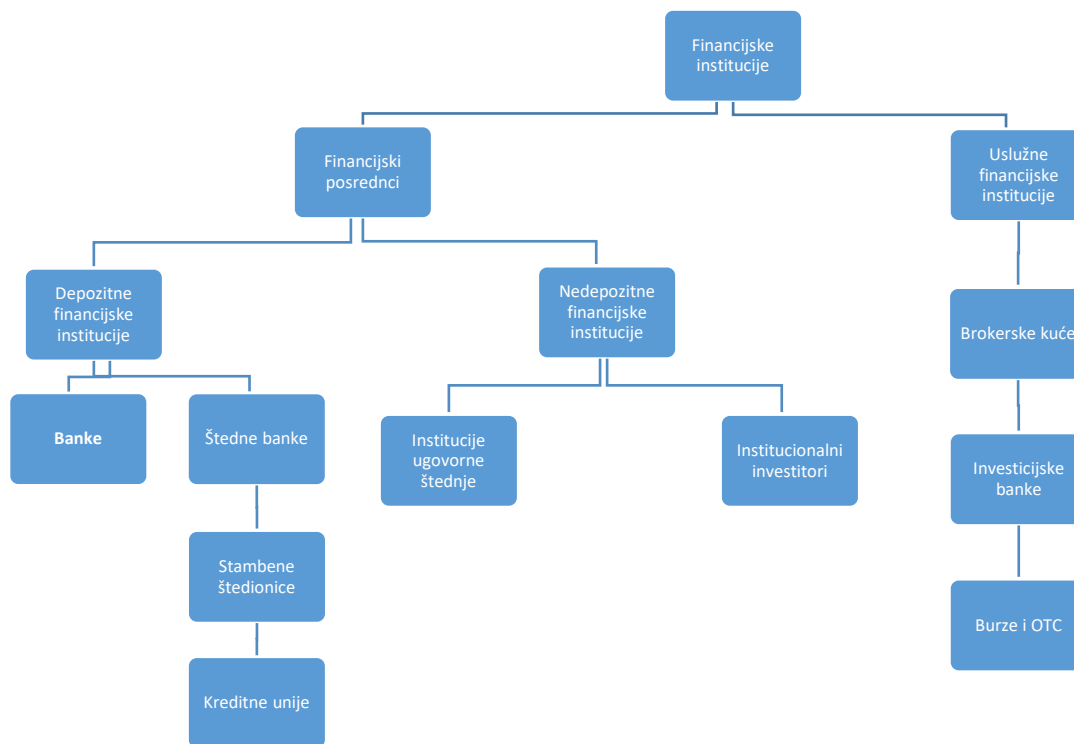 Financijske
institucije
Financijski
posrednci
Uslužne
financijske
institucije
Depozitne
financijske
institucije
Nedepozitne
financijske
institucije
Brokerske kuće
Banke
Štedne banke
Institucije
ugovorne
štednje
Institucionalni
investitori
Investicijske
banke
Stambene
štedionice
Burze i OTC
Kreditne unije